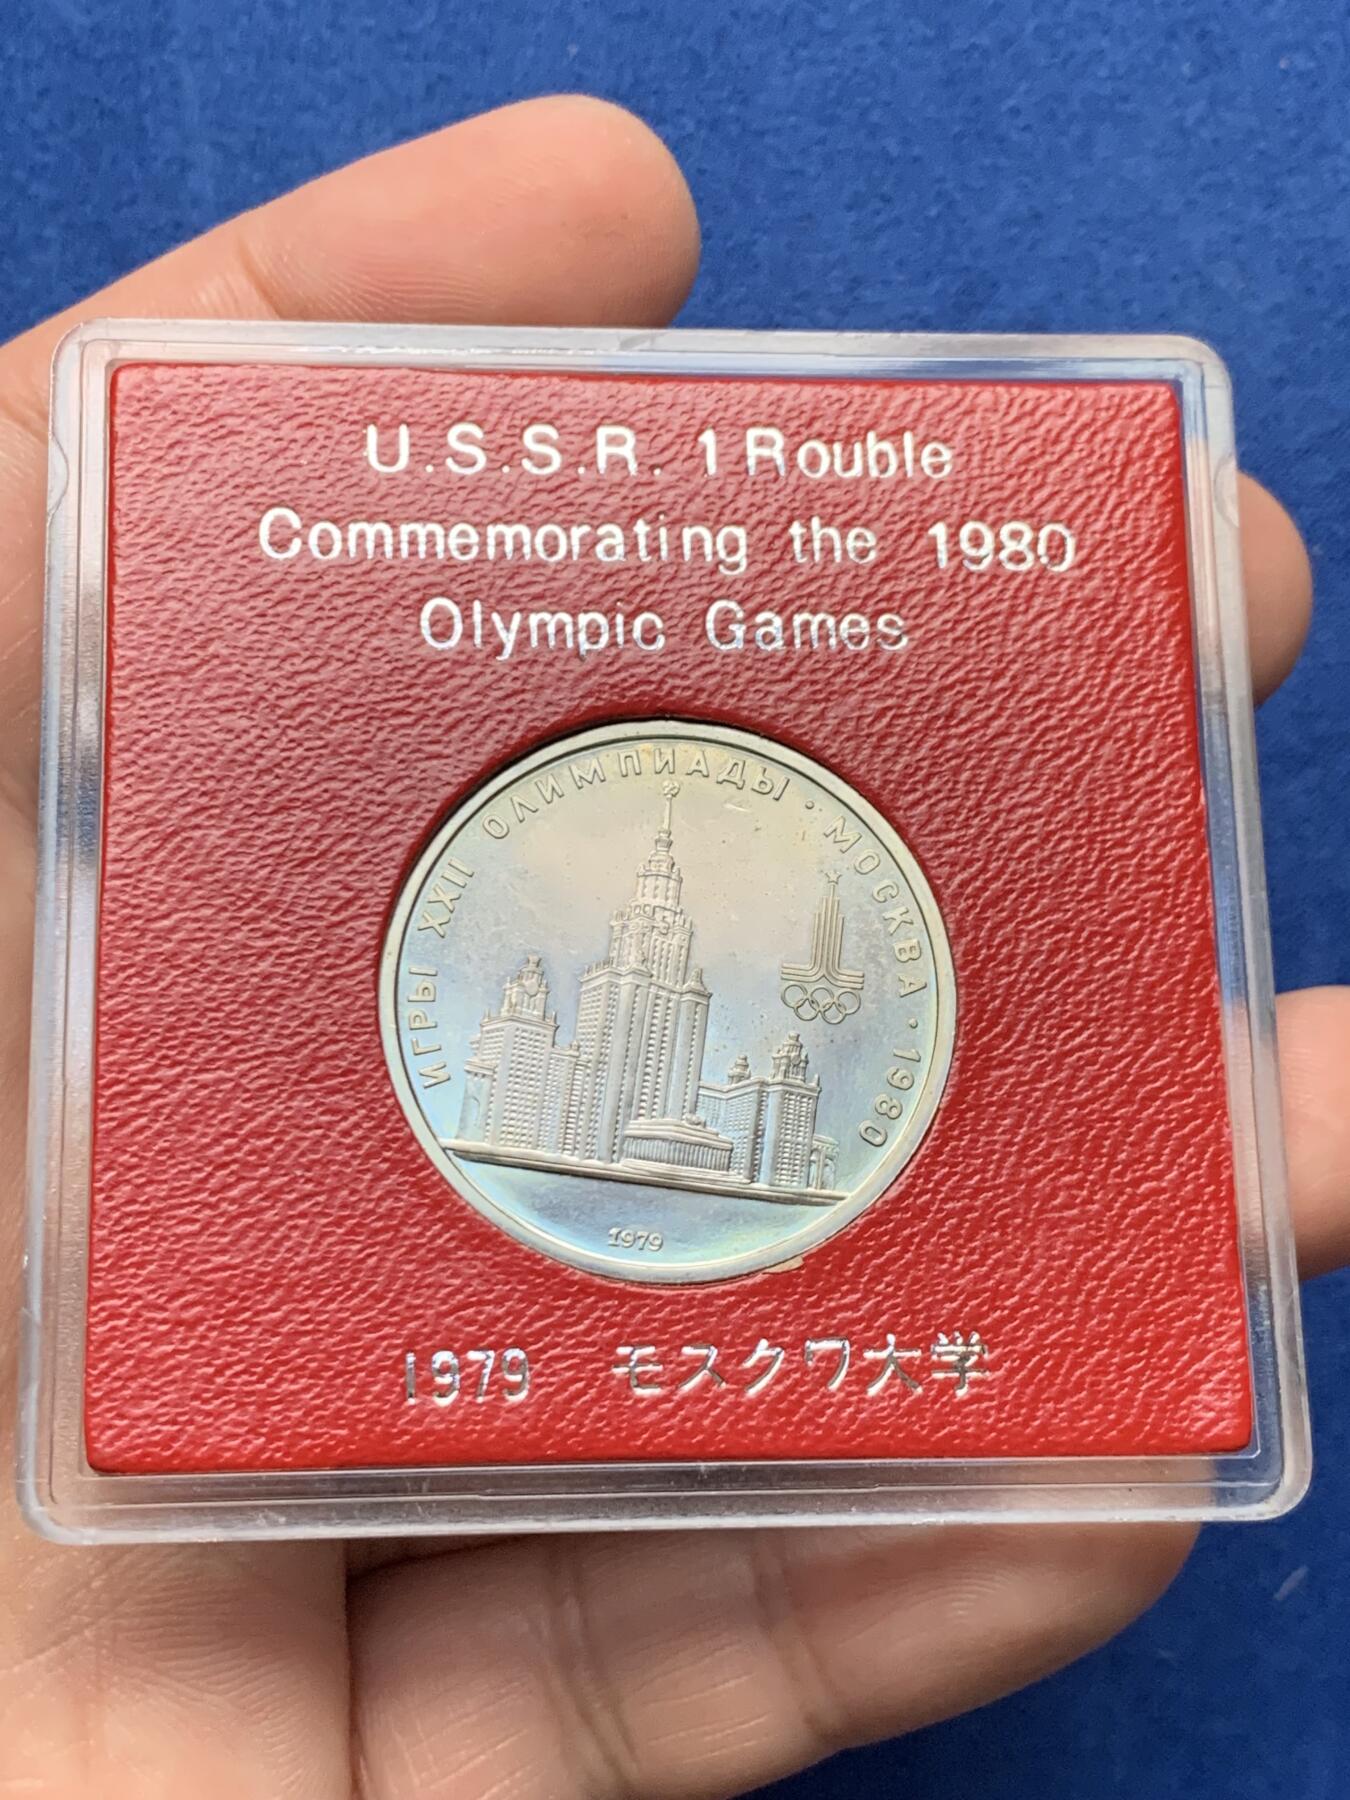 U.S.S.R. 1 Rouble
Commemorating the 1980
Olympic Games
ИГРЫ XXII ОЛИМПИАДЫ · МОСКВА · 1980
1979
1979 モスクワ大学